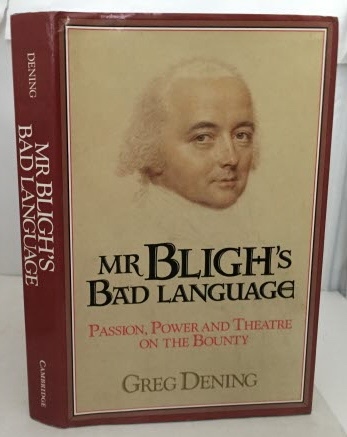 DENING
MR BLIGH'S
BAD LANGUAGE
CAMBRIDGE
MR BLIGH'S
BAD LANGUAGE
PASSION, POWER AND THEATRE
ON THE BOUNTY
GREG DENING